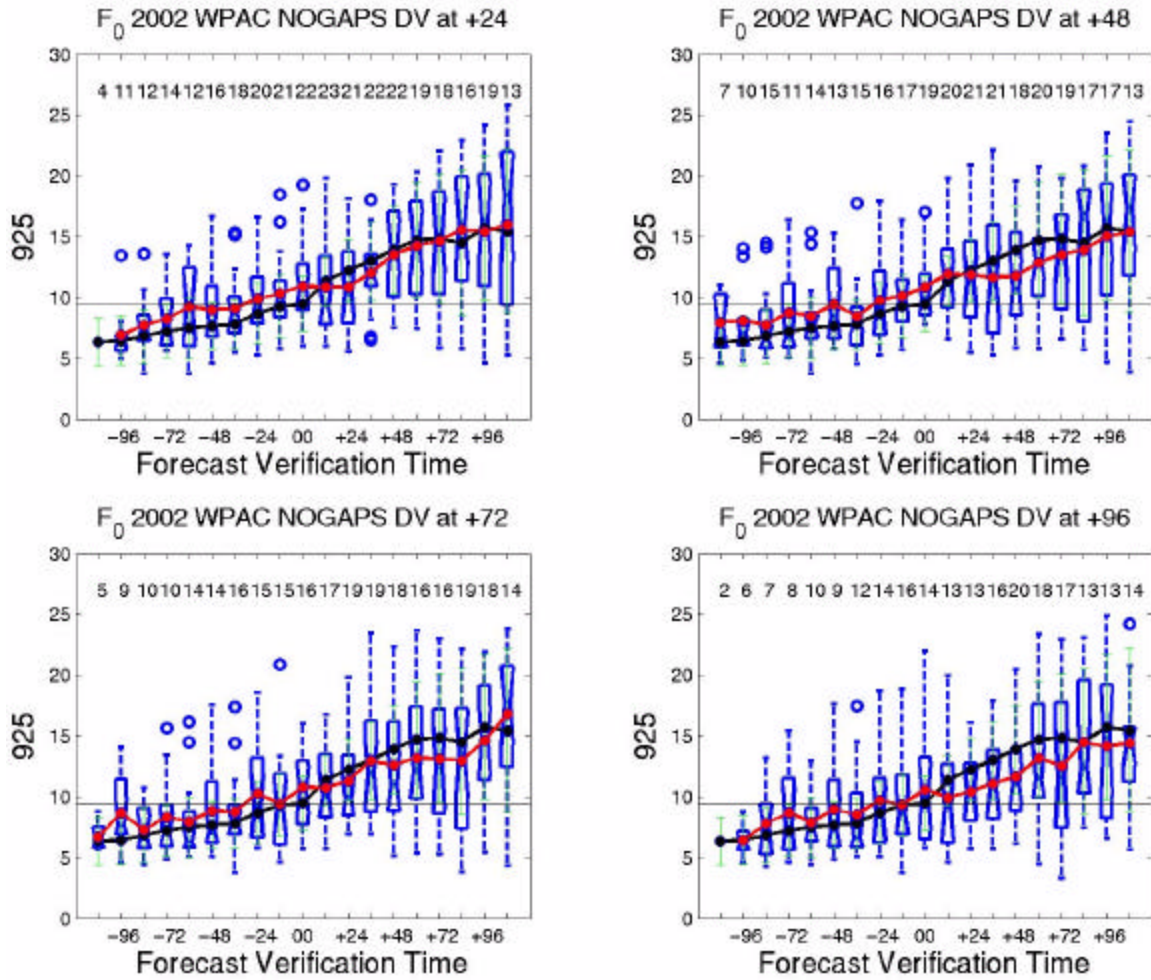 F0 2002 WPAC NOGAPS DV at +24
30
25
20
15
10
5
0
925
4 11 12 14 12 16 18 20 21 22 23 21 22 22 19 18 16 19 13
-96 -72 -48 -24 00 +24 +48 +72 +96
Forecast Verification Time
F0 2002 WPAC NOGAPS DV at +48
30
25
20
15
10
5
0
925
7 10 15 11 14 13 15 16 17 19 20 21 21 18 20 19 17 17 13
-96 -72 -48 -24 00 +24 +48 +72 +96
Forecast Verification Time
F0 2002 WPAC NOGAPS DV at +72
30
25
20
15
10
5
0
925
5 9 10 10 14 14 16 15 15 16 17 19 19 18 16 16 19 18 14
-96 -72 -48 -24 00 +24 +48 +72 +96
Forecast Verification Time
F0 2002 WPAC NOGAPS DV at +96
30
25
20
15
10
5
0
925
2 6 7 8 10 9 12 14 16 14 13 13 16 20 18 17 13 13 14
-96 -72 -48 -24 00 +24 +48 +72 +96
Forecast Verification Time